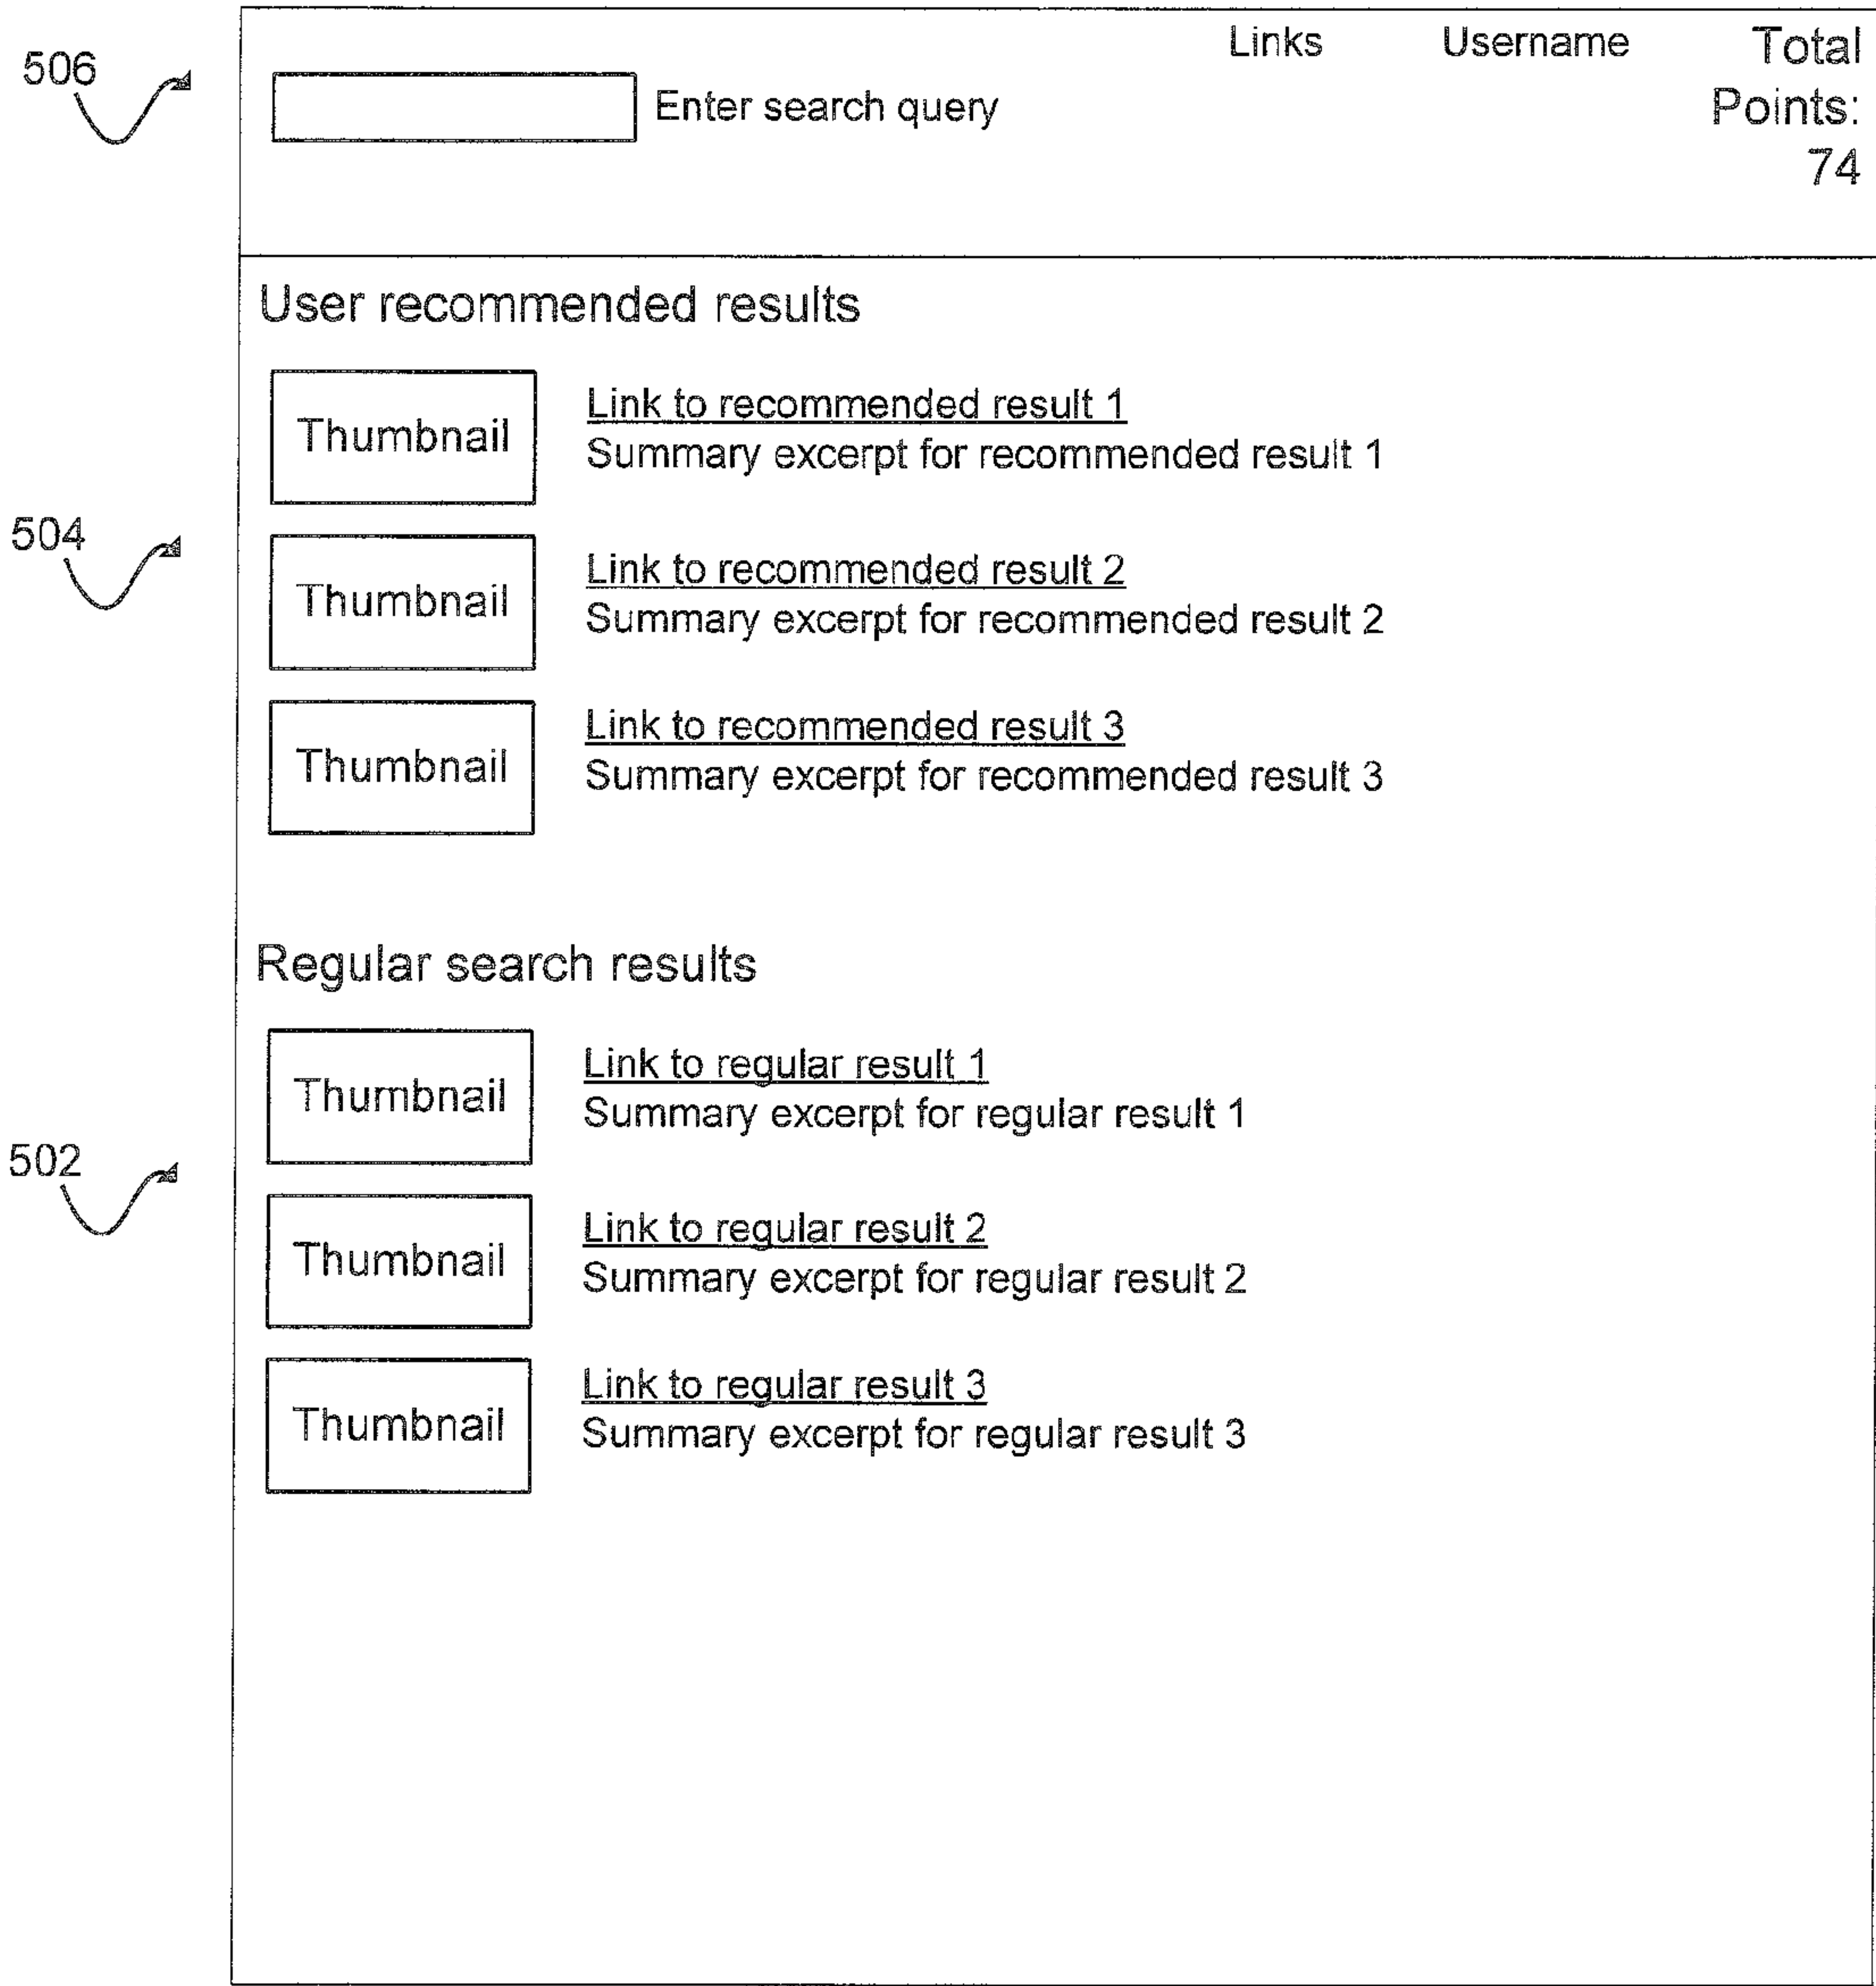 506
Links
Username
Total
Points:
74
Enter search query
User recommended results
Thumbnail
Link to recommended result 1
Summary excerpt for recommended result 1
504
Thumbnail
Link to recommended result 2
Summary excerpt for recommended result 2
Thumbnail
Link to recommended result 3
Summary excerpt for recommended result 3
Regular search results
Thumbnail
Link to regular result 1
Summary excerpt for regular result 1
502
Thumbnail
Link to regular result 2
Summary excerpt for regular result 2
Thumbnail
Link to regular result 3
Summary excerpt for regular result 3